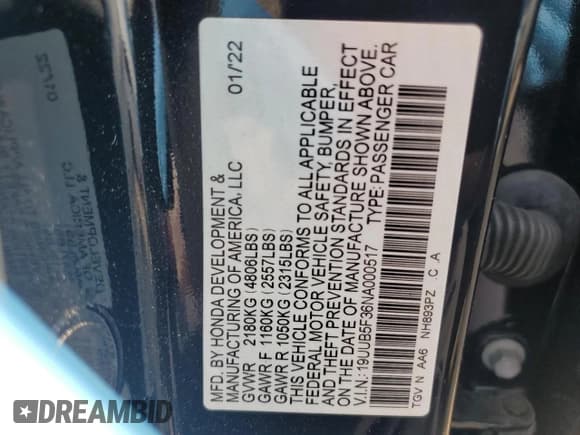 MFD. BY HONDA DEVELOPMENT &
MANUFACTURING OF AMERICA, LLC 01/22
GVWR 2180KG (4806LBS)
GAWR F 1160KG (2557LBS)
GAWR R 1050KG (2315LBS)
THIS VEHICLE CONFORMS TO ALL APPLICABLE
FEDERAL MOTOR VEHICLE SAFETY, BUMPER,
AND THEFT PREVENTION STANDARDS IN EFFECT
ON THE DATE OF MANUFACTURE SHOWN ABOVE.
V.I.N.: 19UUB5F36NA000517 TYPE: PASSENGER CAR
TGV N AA6 NH893PZ C A
DREAMBID